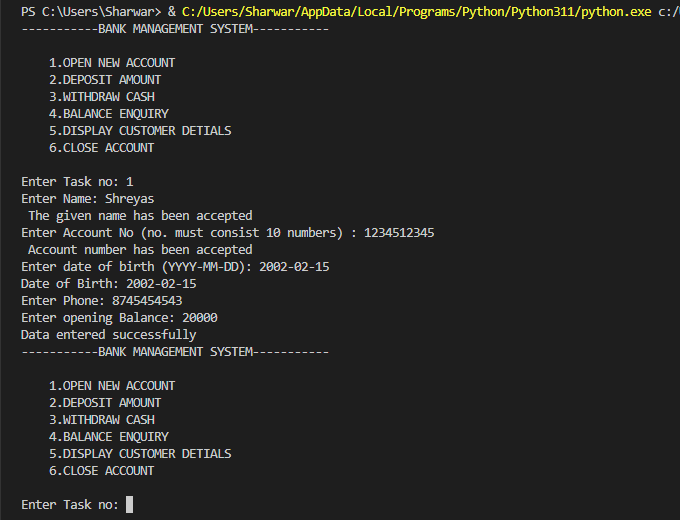 PS C:\Users\Sharwar> & C:/Users/Sharwar/AppData/Local/Programs/Python/Python311/python.exe c:/
-----------BANK MANAGEMENT SYSTEM-----------
1.OPEN NEW ACCOUNT
2.DEPOSIT AMOUNT
3.WITHDRAW CASH
4.BALANCE ENQUIRY
5.DISPLAY CUSTOMER DETIALS
6.CLOSE ACCOUNT
Enter Task no: 1
Enter Name: Shreyas
The given name has been accepted
Enter Account No (no. must consist 10 numbers) : 1234512345
Account number has been accepted
Enter date of birth (YYYY-MM-DD): 2002-02-15
Date of Birth: 2002-02-15
Enter Phone: 8745454543
Enter opening Balance: 20000
Data entered successfully
-----------BANK MANAGEMENT SYSTEM-----------
1.OPEN NEW ACCOUNT
2.DEPOSIT AMOUNT
3.WITHDRAW CASH
4.BALANCE ENQUIRY
5.DISPLAY CUSTOMER DETIALS
6.CLOSE ACCOUNT
Enter Task no: